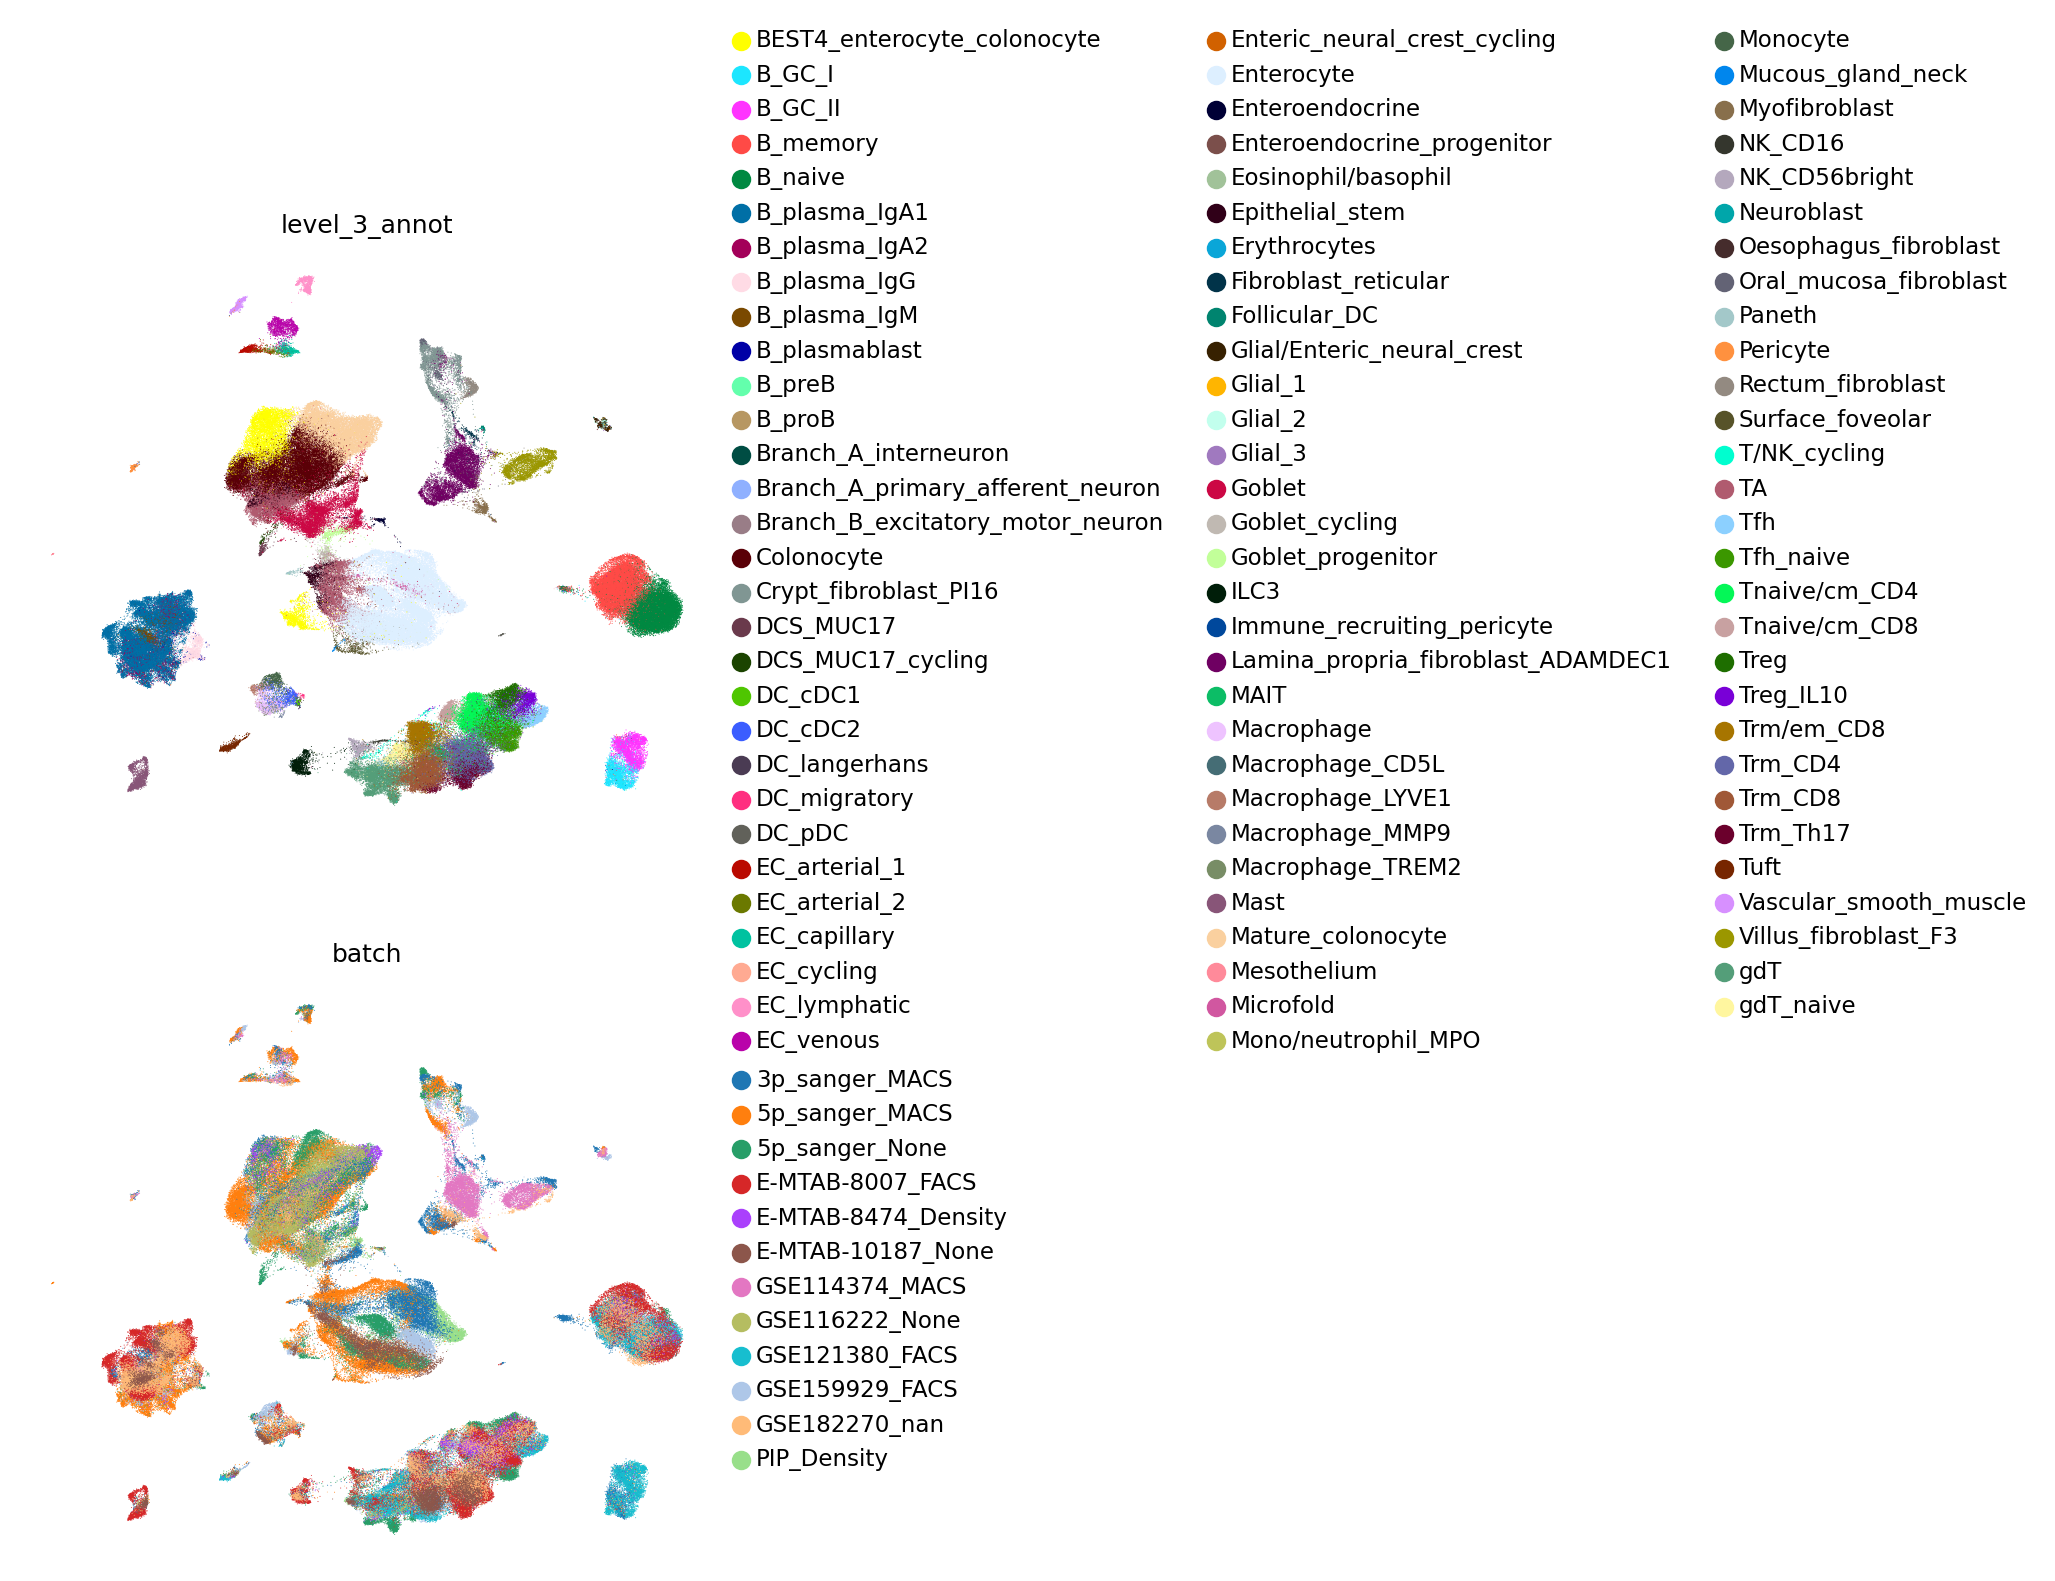 level_3_annot
BEST4_enterocyte_colonocyte
B_GC_I
B_GC_II
B_memory
B_naive
B_plasma_IgA1
B_plasma_IgA2
B_plasma_IgG
B_plasma_IgM
B_plasmablast
B_preB
B_proB
Branch_A_interneuron
Branch_A_primary_afferent_neuron
Branch_B_excitatory_motor_neuron
Colonocyte
Crypt_fibroblast_PI16
DCS_MUC17
DCS_MUC17_cycling
DC_cDC1
DC_cDC2
DC_langerhans
DC_migratory
DC_pDC
EC_arterial_1
EC_arterial_2
EC_capillary
EC_cycling
EC_lymphatic
EC_venous
Enteric_neural_crest_cycling
Enterocyte
Enteroendocrine
Enteroendocrine_progenitor
Eosinophil/basophil
Epithelial_stem
Erythrocytes
Fibroblast_reticular
Follicular_DC
Glial/Enteric_neural_crest
Glial_1
Glial_2
Glial_3
Goblet
Goblet_cycling
Goblet_progenitor
ILC3
Immune_recruiting_pericyte
Lamina_propria_fibroblast_ADAMDEC1
MAIT
Macrophage
Macrophage_CD5L
Macrophage_LYVE1
Macrophage_MMP9
Macrophage_TREM2
Mast
Mature_colonocyte
Mesothelium
Microfold
Mono/neutrophil_MPO
Monocyte
Mucous_gland_neck
Myofibroblast
NK_CD16
NK_CD56bright
Neuroblast
Oesophagus_fibroblast
Oral_mucosa_fibroblast
Paneth
Pericyte
Rectum_fibroblast
Surface_foveolar
T/NK_cycling
TA
Tfh
Tfh_naive
Tnaive/cm_CD4
Tnaive/cm_CD8
Treg
Treg_IL10
Trm/em_CD8
Trm_CD4
Trm_CD8
Trm_Th17
Tuft
Vascular_smooth_muscle
Villus_fibroblast_F3
gdT
gdT_naive
batch
3p_sanger_MACS
5p_sanger_MACS
5p_sanger_None
E-MTAB-8007_FACS
E-MTAB-8474_Density
E-MTAB-10187_None
GSE114374_MACS
GSE116222_None
GSE121380_FACS
GSE159929_FACS
GSE182270_nan
PIP_Density